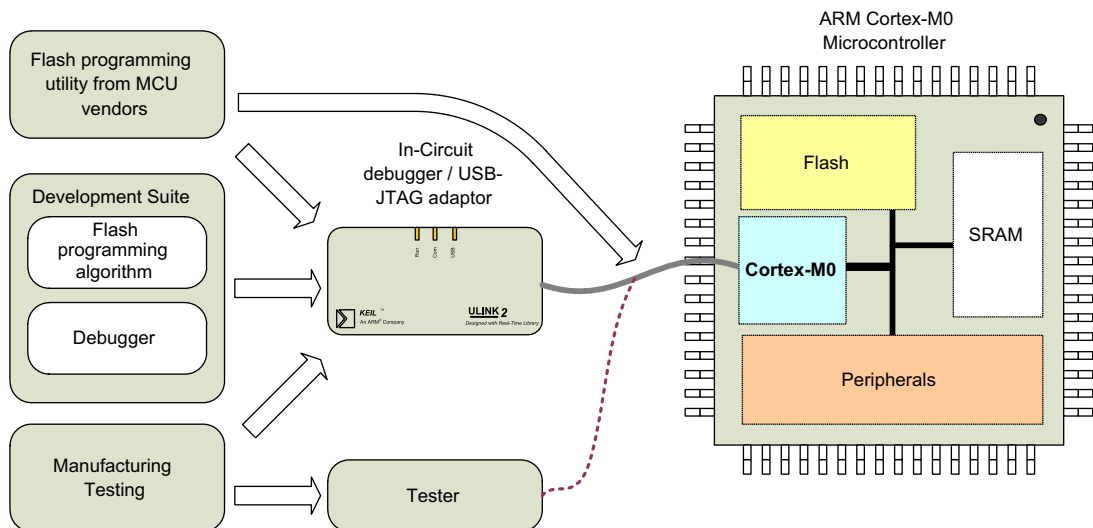 Flash programming
utility from MCU
vendors
Development Suite
Flash
programming
algorithm
Debugger
Manufacturing
Testing
In-Circuit
debugger / USB-
JTAG adaptor
Run
Com
USB
KEIL™
An ARM® Company
ULINK2
Designed with Real-Time Library
Tester
ARM Cortex-M0
Microcontroller
Flash
SRAM
Cortex-M0
Peripherals